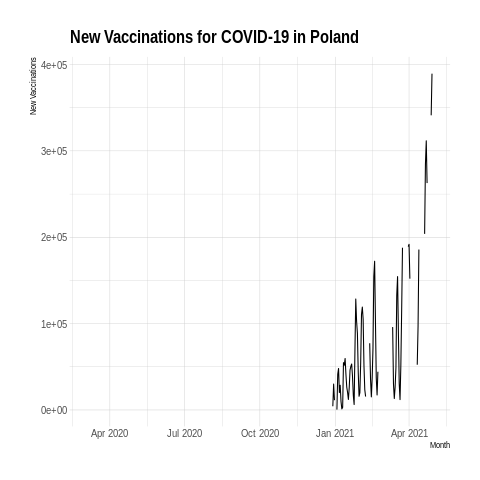 New Vaccinations for COVID-19 in Poland
New Vaccinations
4e+05
3e+05
2e+05
1e+05
0e+00
Apr 2020 Jul 2020 Oct 2020 Jan 2021 Apr 2021
Month